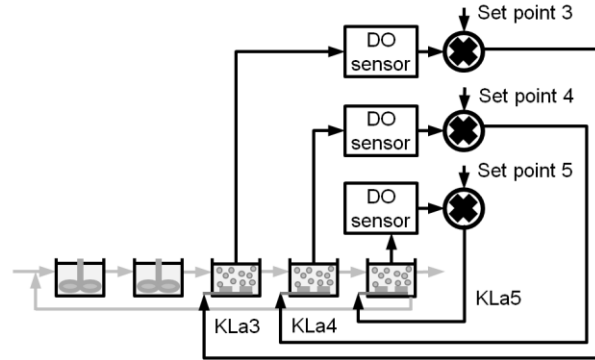 DO
sensor
Set point 3
DO
sensor
Set point 4
DO
sensor
Set point 5
KLa3
KLa4
KLa5